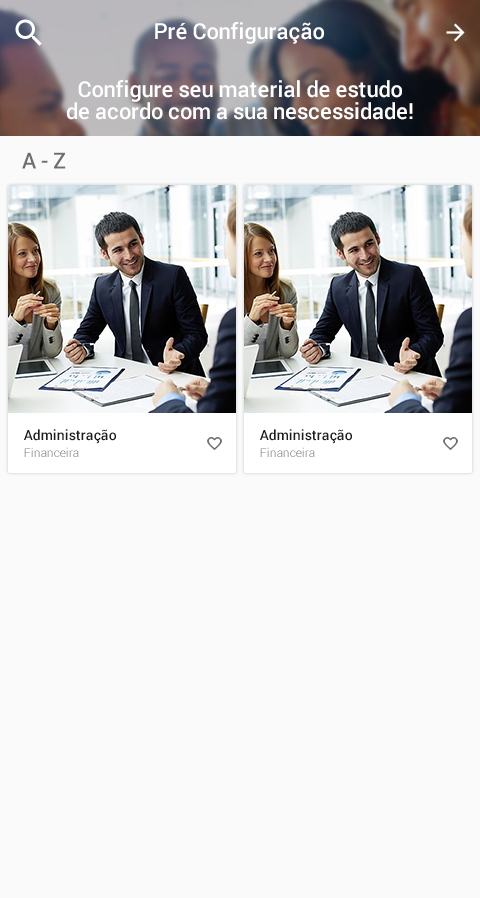 Pré Configuração
Configure seu material de estudo
de acordo com a sua nescessidade!
A - Z
Administração
Financeira
Administração
Financeira